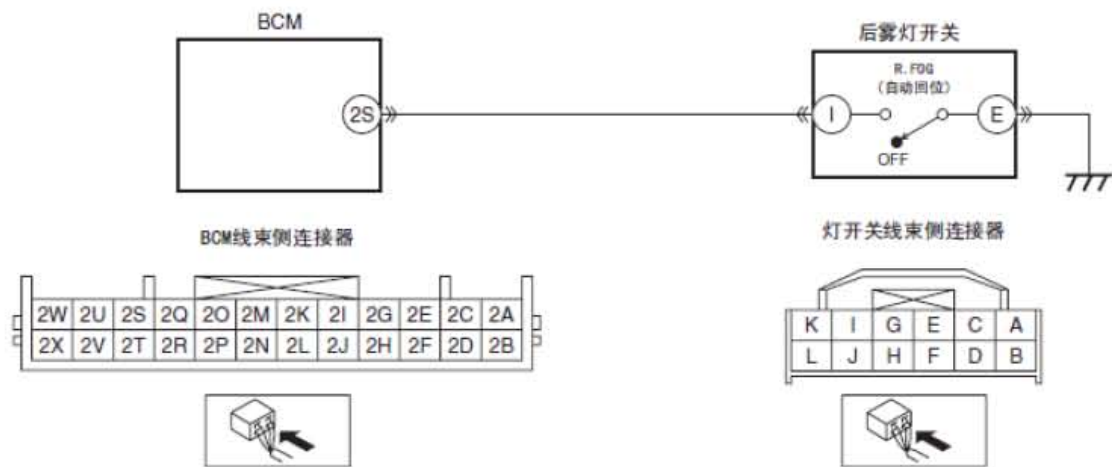 BCM
后雾灯开关
R.FOG
(自动回位)
2S
I
E
OFF
BCM线束侧连接器
灯开关线束侧连接器
2W 2U 2S 2Q 2O 2M 2K 2I 2G 2E 2C 2A
2X 2V 2T 2R 2P 2N 2L 2J 2H 2F 2D 2B
K I G E C A
L J H F D B